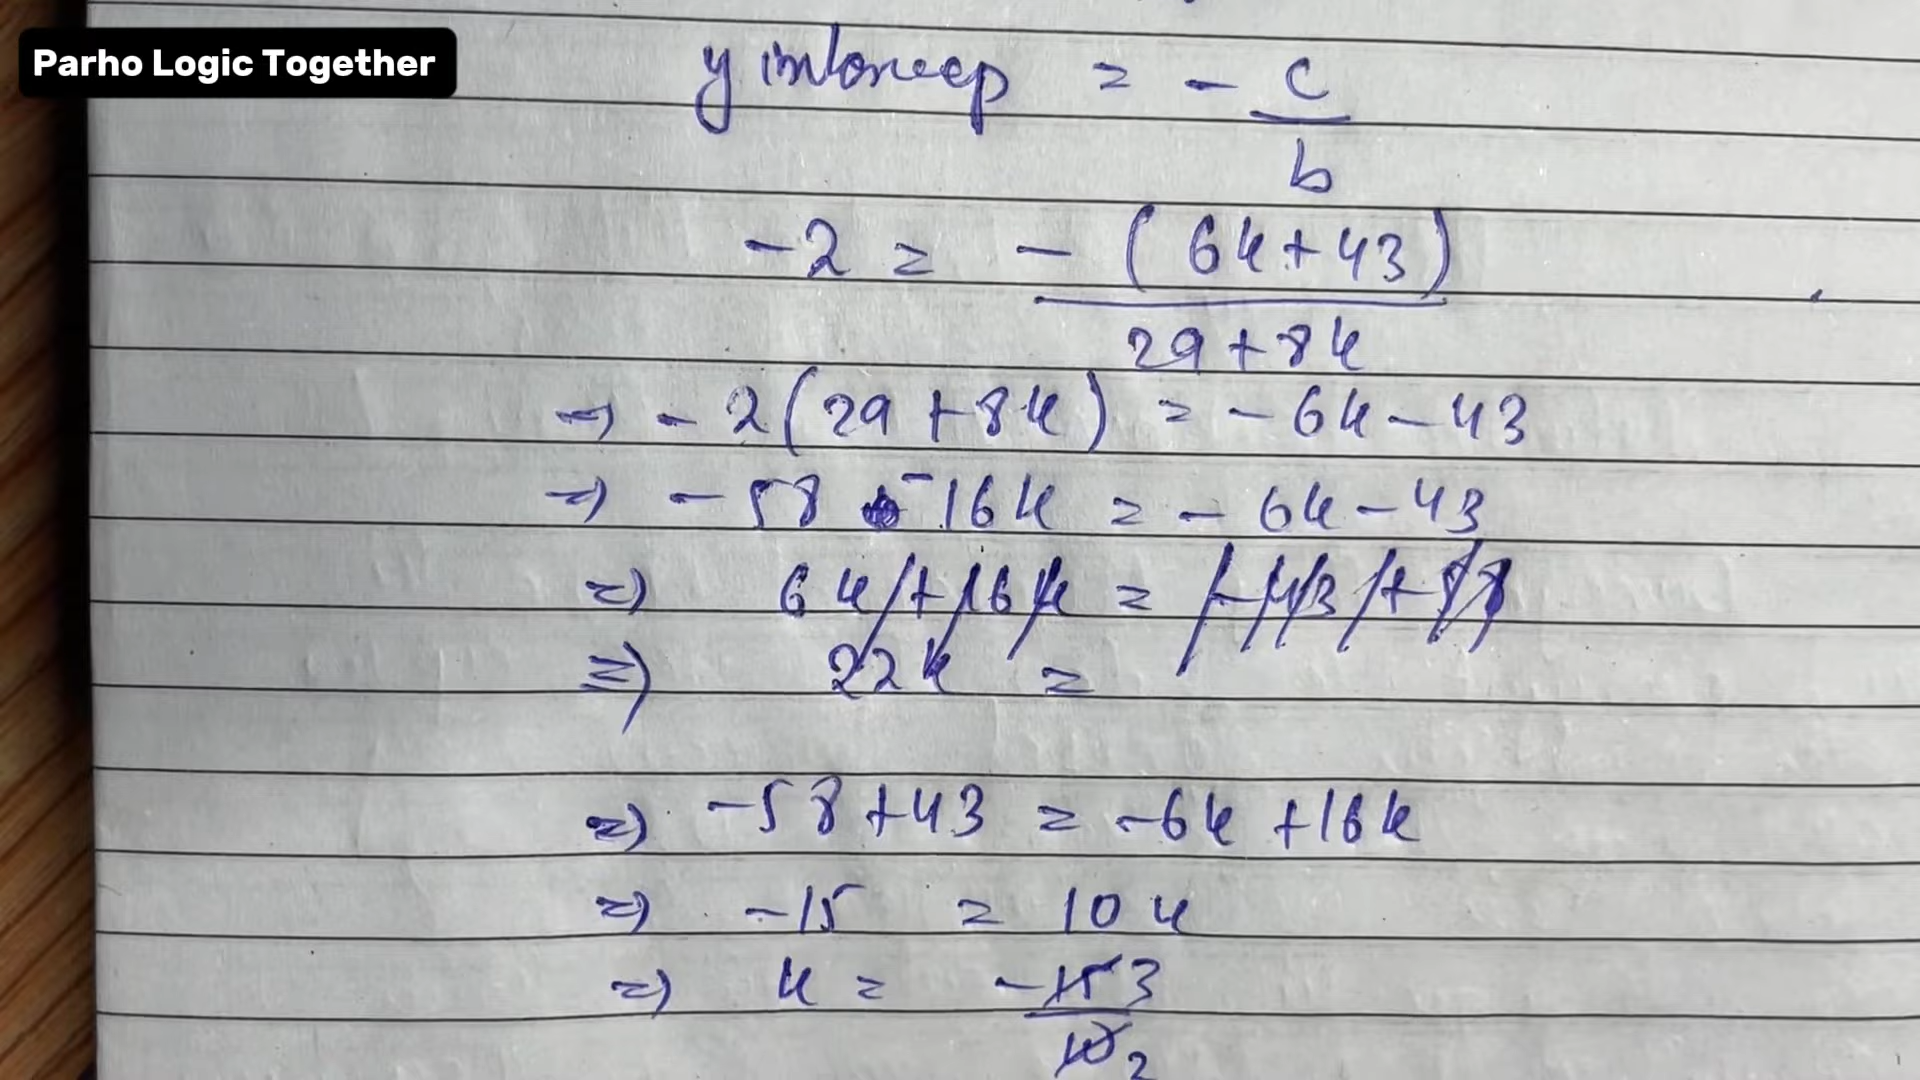 Parho Logic Together
y intercep = - c/b
-2 = -(6k+43)/29+8k
⇒ -2(29+8k) = -6k-43
⇒ -58 -16k = -6k-43
⇒ 6k+16k = -43+58
⇒ 22k =
⇒ -58+43 = -6k+16k
⇒ -15 = 10k
⇒ k = -15 3/10 2